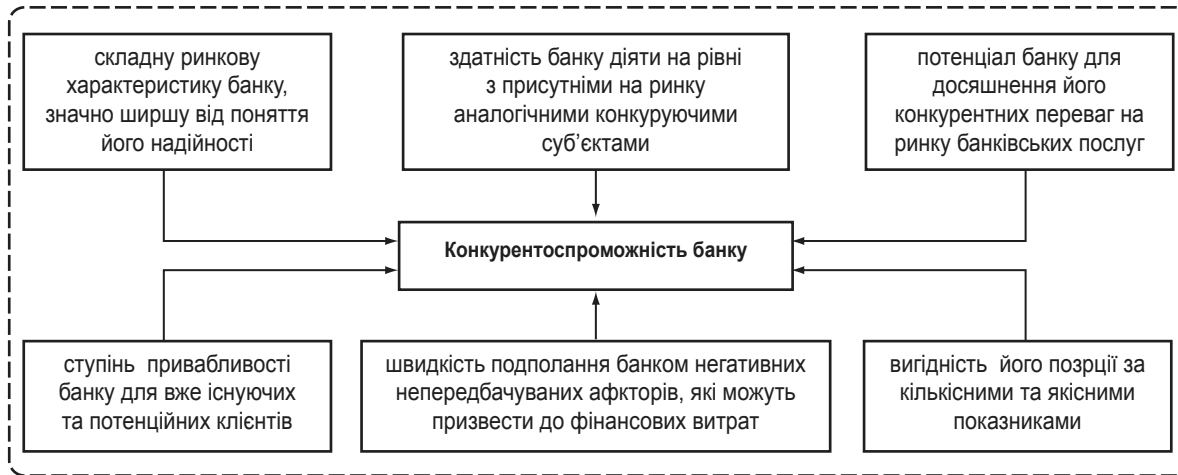 складну ринкову
характеристику банку,
значно ширшу від поняття
його надійності
здатність банку діяти на рівні
з присутніми на ринку
аналогічними конкуруючими
суб’єктами
потенціал банку для
досяшнення його
конкурентних переваг на
ринку банківських послуг
Конкурентоспроможність банку
ступінь привабливості
банку для вже існуючих
та потенційних клієнтів
швидкість подполання банком негативних
непередбачуваних афкторів, які можуть
призвести до фінансових витрат
вигідність його позрції за
кількісними та якісними
показниками